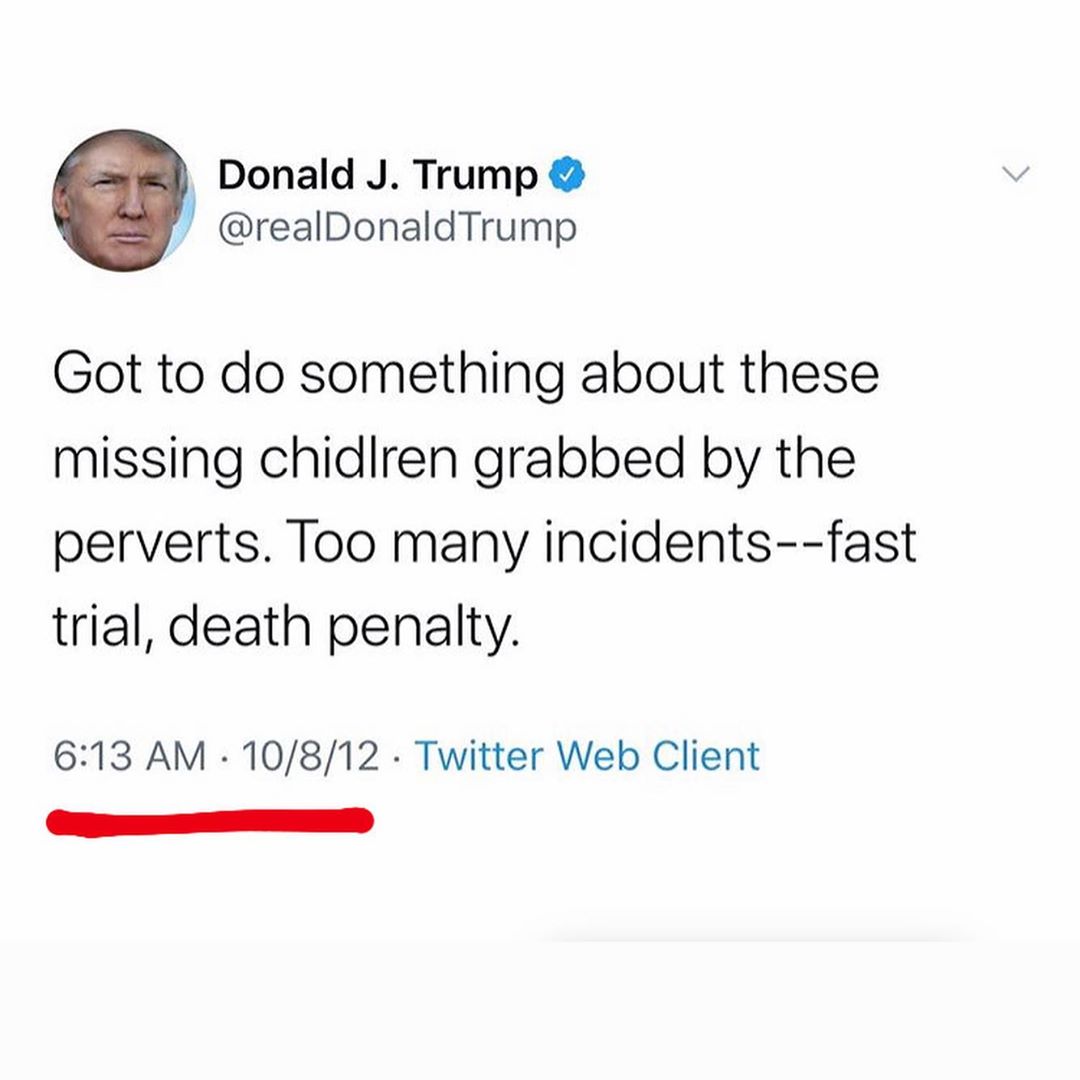 Donald J. Trump
@realDonaldTrump
Got to do something about these
missing chidlren grabbed by the
perverts. Too many incidents--fast
trial, death penalty.
6:13 AM · 10/8/12 · Twitter Web Client